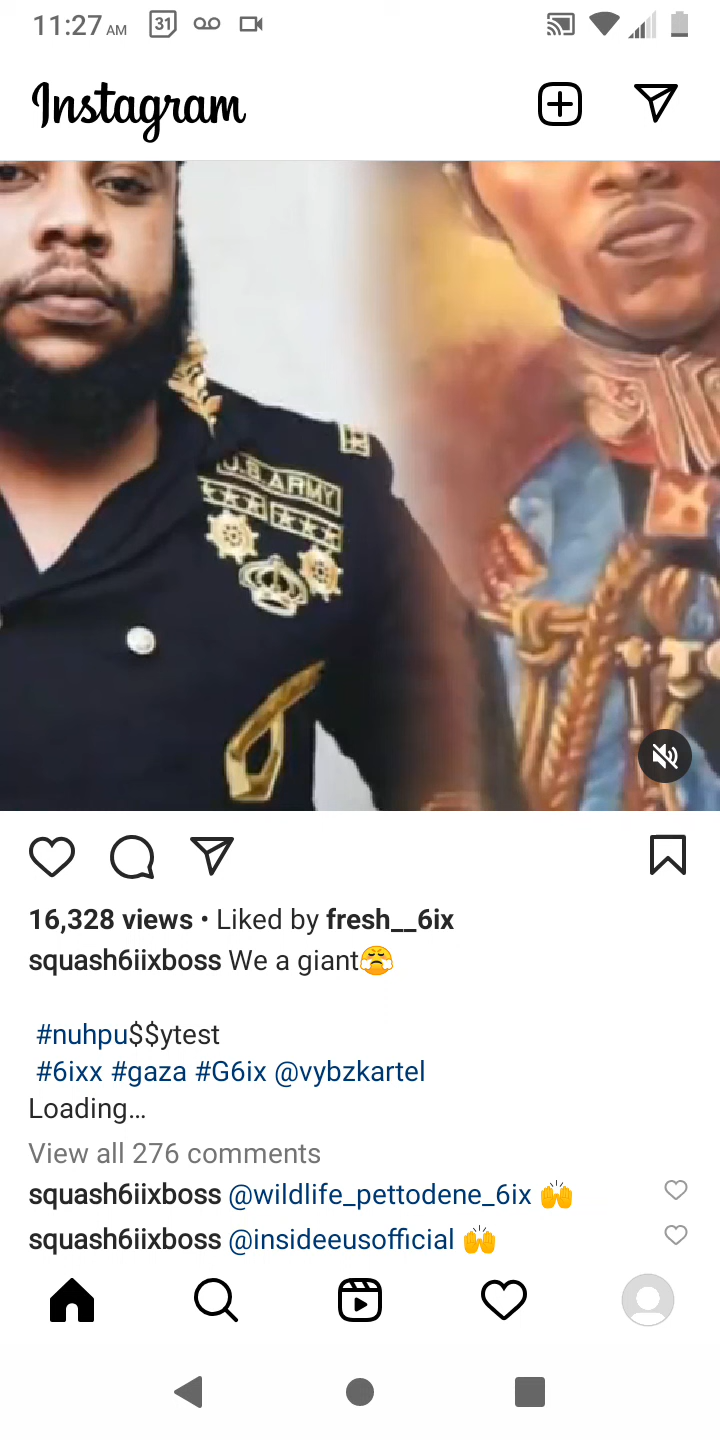 11:27 AM 31
Instagram
U.S. ARMY
16,328 views • Liked by fresh__6ix
squash6iixboss We a giant😤
#nuhpu$$ytest
#6ixx #gaza #G6ix @vybzkartel
Loading...
View all 276 comments
squash6iixboss @wildlife_pettodene_6ix 🙌
squash6iixboss @insideeusofficial 🙌